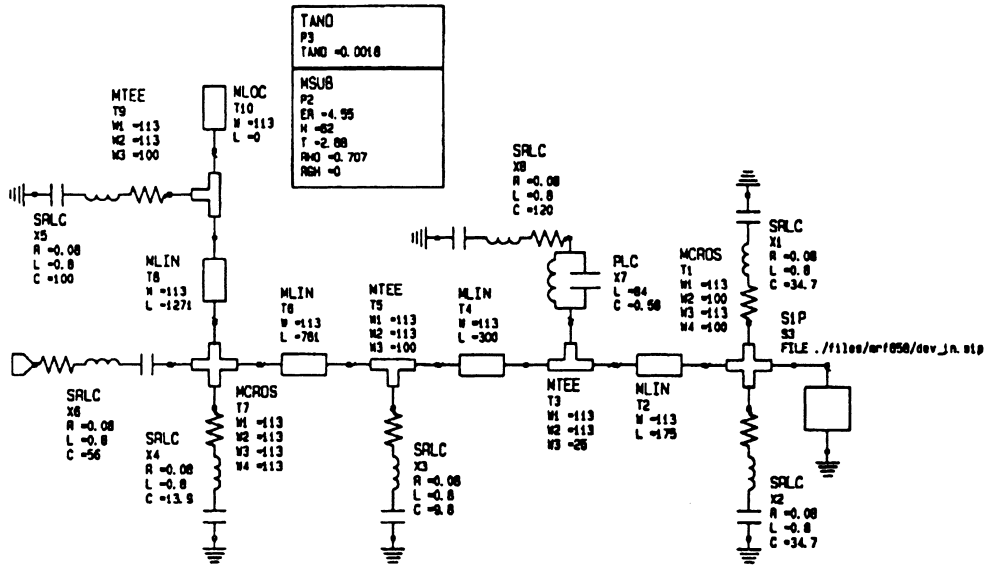 TAND
P3
TAND =0.0018
MSUB
P2
ER =4.55
H =62
T =2.88
RHO =0.707
RGH =0
MTEE
T9
W1 =113
W2 =113
W3 =100
MLOC
T10
W =113
L =0
SRLC
X5
R =0.08
L =0.8
C =100
MLIN
T8
W =113
L =1271
SRLC
X6
R =0.08
L =0.8
C =56
SRLC
X4
R =0.08
L =0.8
C =13.9
MCROS
T7
W1 =113
W2 =113
W3 =113
W4 =113
MLIN
T6
W =113
L =781
MTEE
T5
W1 =113
W2 =113
W3 =100
SRLC
X3
R =0.08
L =0.8
C =9.8
MLIN
T4
W =113
L =300
SRLC
X8
R =0.08
L =0.8
C =120
PLC
X7
L =84
C =0.56
MTEE
T3
W1 =113
W2 =113
W3 =26
MLIN
T2
W =113
L =175
MCROS
T1
W1 =113
W2 =100
W3 =113
W4 =100
SRLC
X1
R =0.08
L =0.8
C =34.7
S1P
S3
FILE ./files/mrf858/dev_in.s1p
SRLC
X2
R =0.08
L =0.8
C =34.7